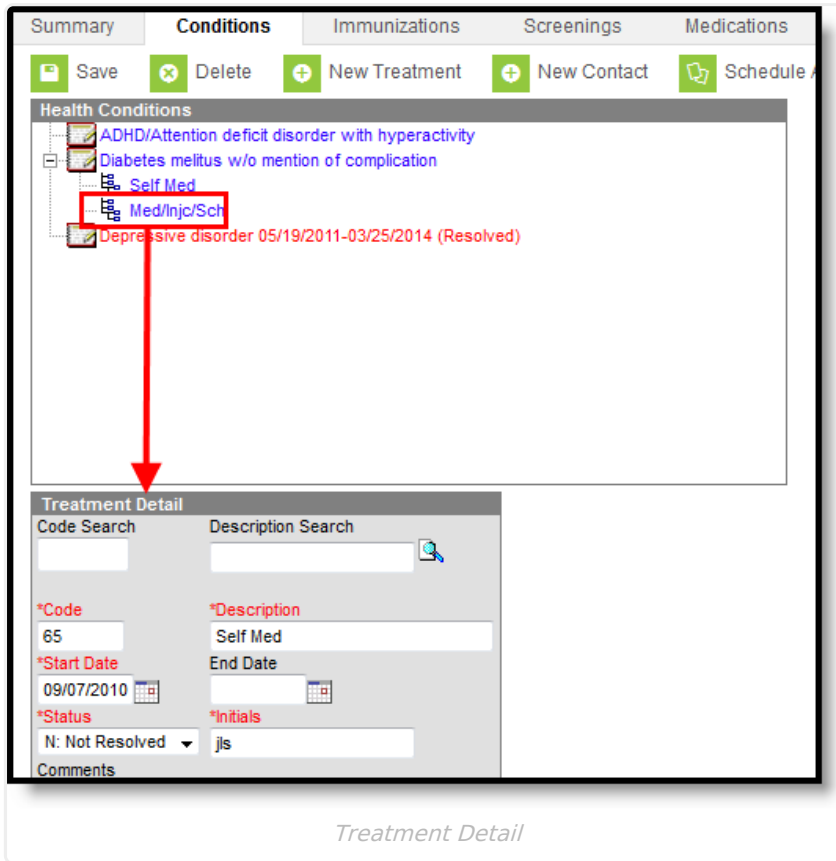 Summary Conditions Immunizations Screenings Medications
Save Delete New Treatment New Contact Schedule
Health Conditions
ADHD/Attention deficit disorder with hyperactivity
Diabetes melitus w/o mention of complication
Self Med
Med/Injc/Sch
Depressive disorder 05/19/2011-03/25/2014 (Resolved)
Treatment Detail
Code Search Description Search
*Code *Description
65 Self Med
*Start Date End Date
09/07/2010
*Status *Initials
N: Not Resolved jls
Comments
Treatment Detail